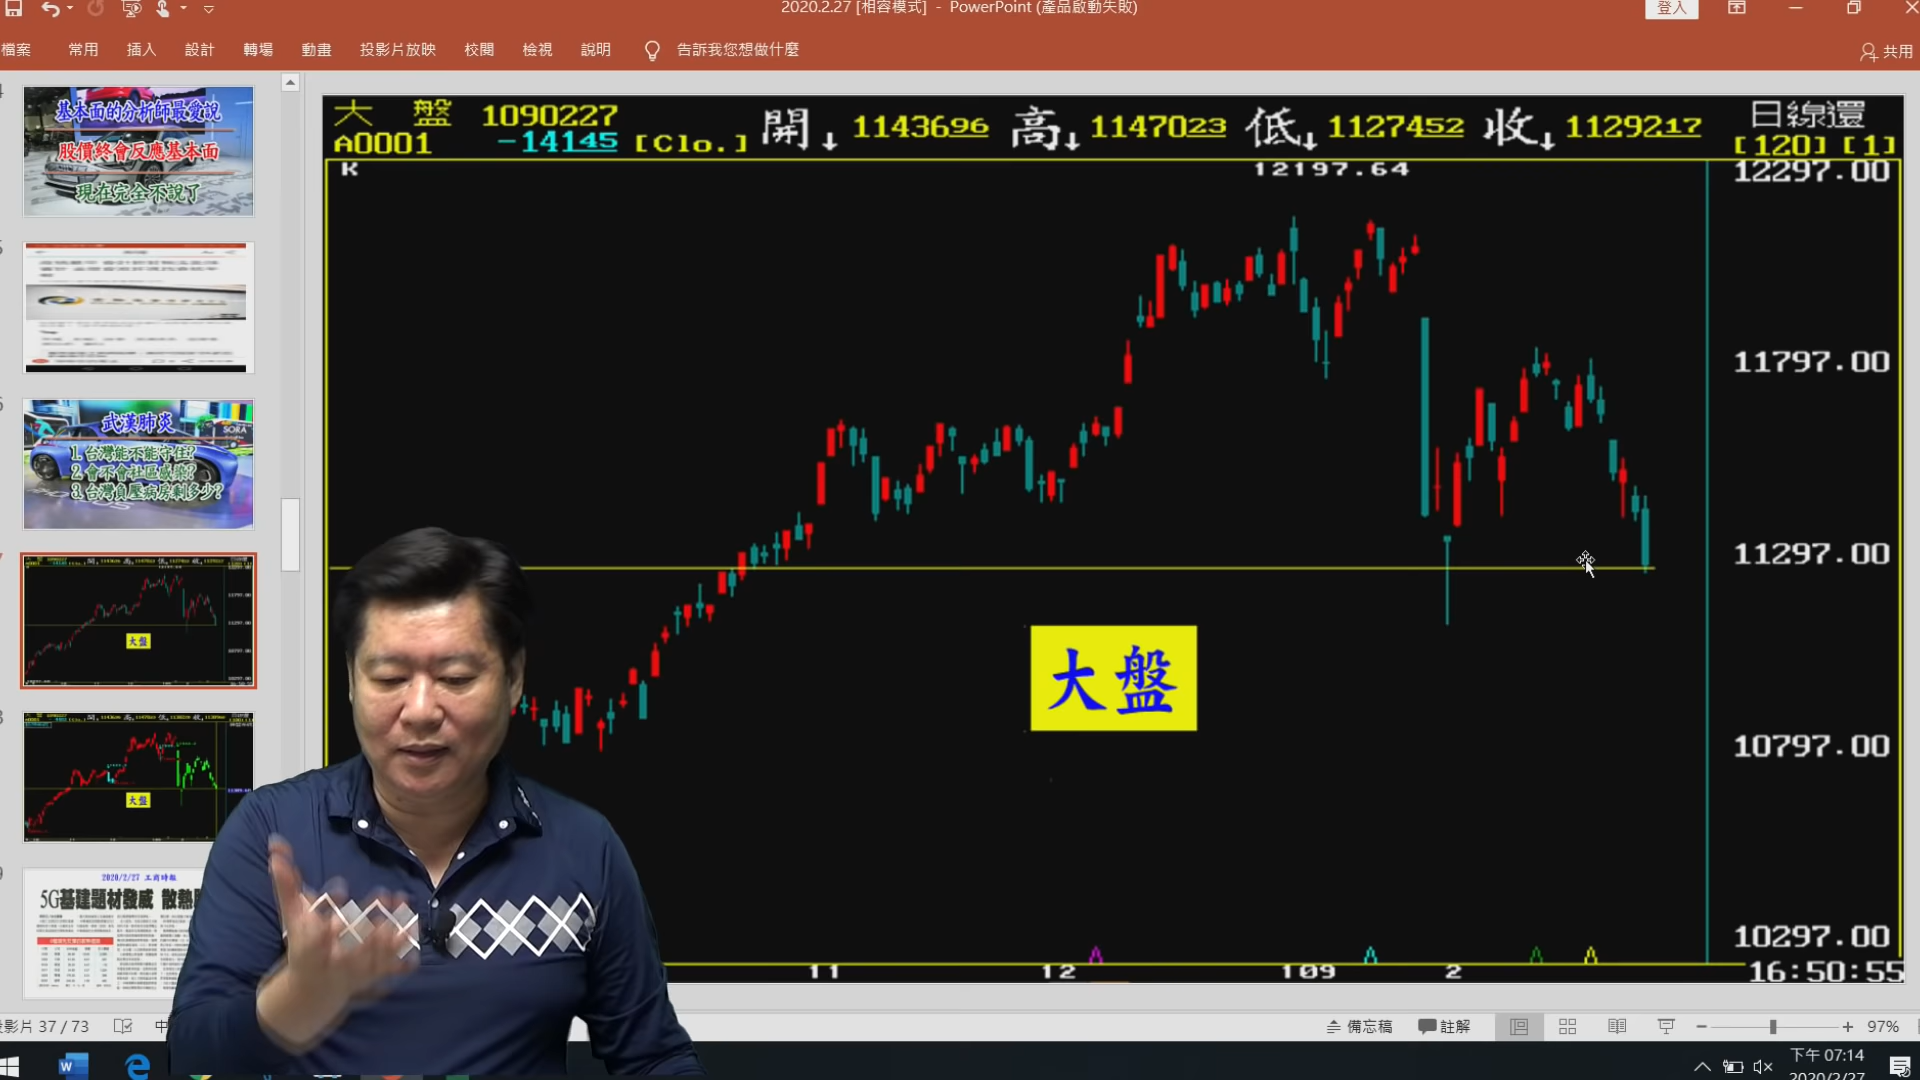 2020.2.27 [相容模式] - PowerPoint (產品啟動失敗)
登入
檔案 常用 插入 設計 轉場 動畫 投影片放映 校閱 檢視 說明 告訴我您想做什麼
共用
基本面的分析師最愛說
股價終會反應基本面
現在完全不說了
武漢肺炎
1. 台灣能不能守住?
2. 會不會社區感染?
3. 台灣負壓病房剩多少?
大盤
大盤
2020/2/27 工商時報
5G基建題材發威 散熱
大 盤 1090227 開↓ 1143696 高↓ 1147023 低↓ 1127452 收↓ 1129217 日線還
A0001 -14145 [Clo.] [120] [1]
K
12197.64
12297.00
11797.00
11297.00
10797.00
10297.00
大盤
11 12 109 2
16:50:55
影片 37 / 73
備忘稿 註解 97%
下午 07:14
2020/2/27